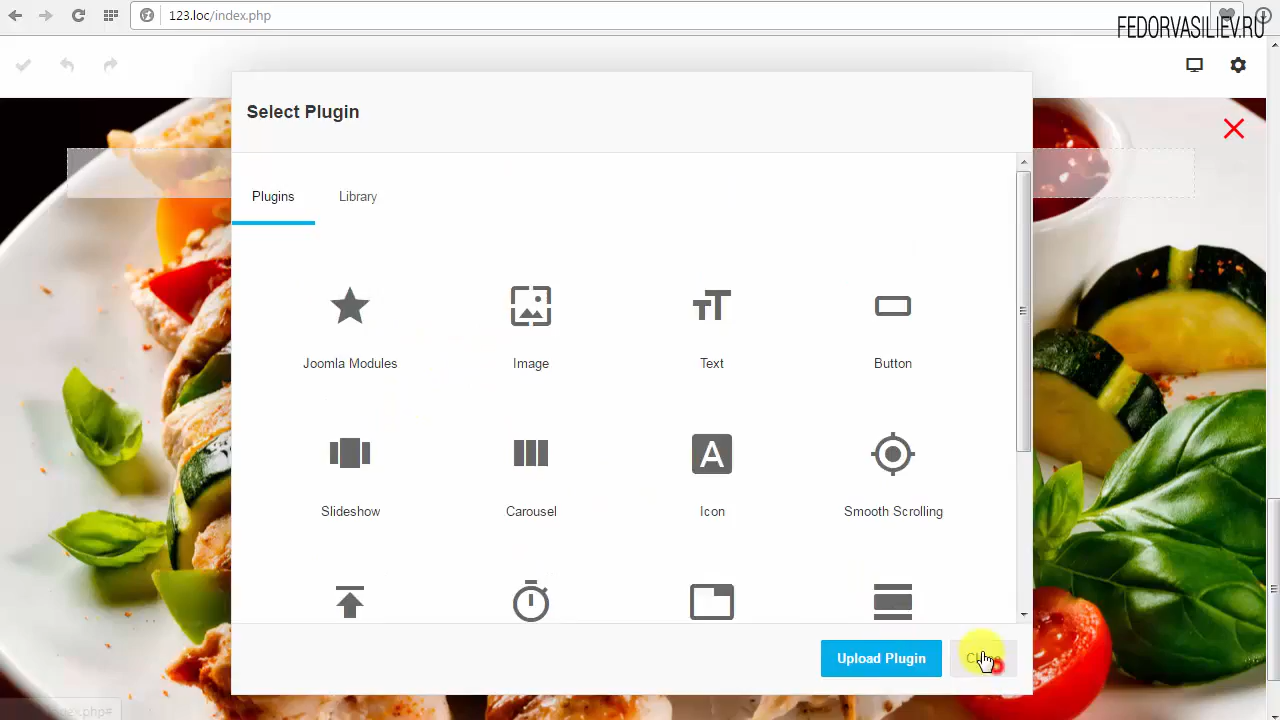 123.loc/index.php
FEDORVASILIEV.RU
Select Plugin
Plugins
Library
Joomla Modules
Image
Text
Button
Slideshow
Carousel
Icon
Smooth Scrolling
Upload Plugin